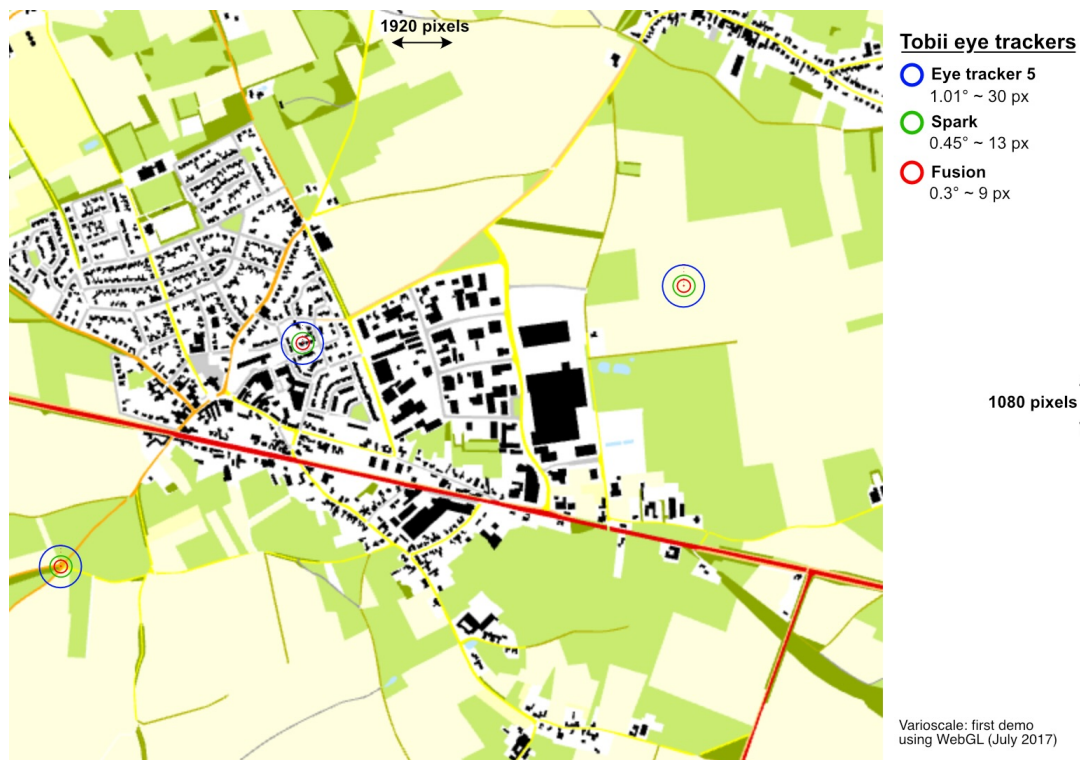 1920 pixels
Tobii eye trackers
Eye tracker 5
1.01° ~ 30 px
Spark
0.45° ~ 13 px
Fusion
0.3° ~ 9 px
1080 pixels
Varioscale: first demo
using WebGL (July 2017)